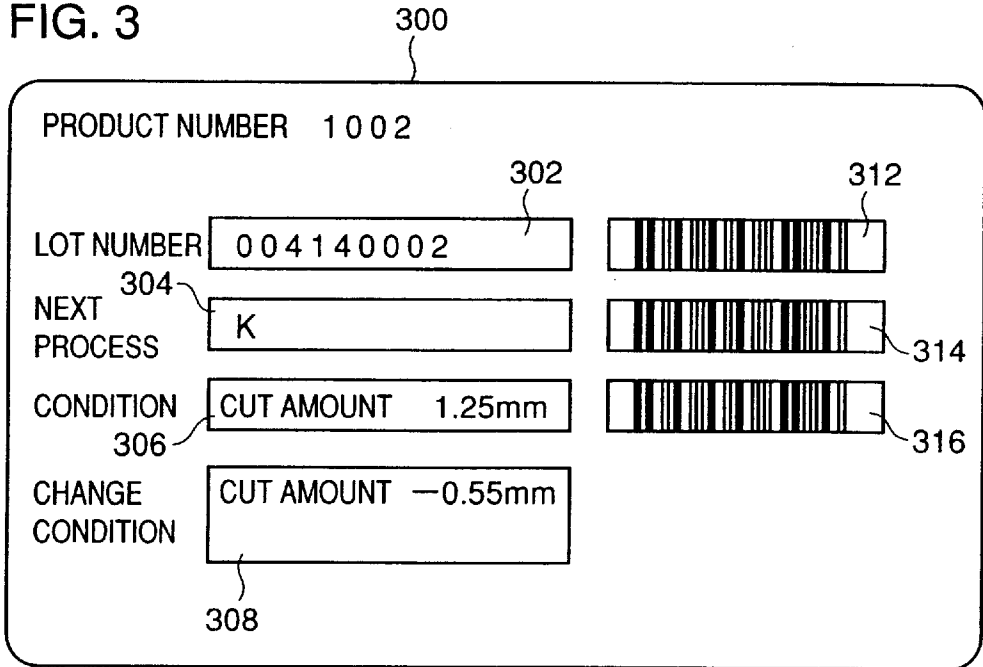 FIG. 3
300
PRODUCT NUMBER 1002
302
312
LOT NUMBER 004140002
304
NEXT
PROCESS
K
314
CONDITION CUT AMOUNT 1.25mm
306
316
CHANGE
CONDITION
CUT AMOUNT —0.55mm
308